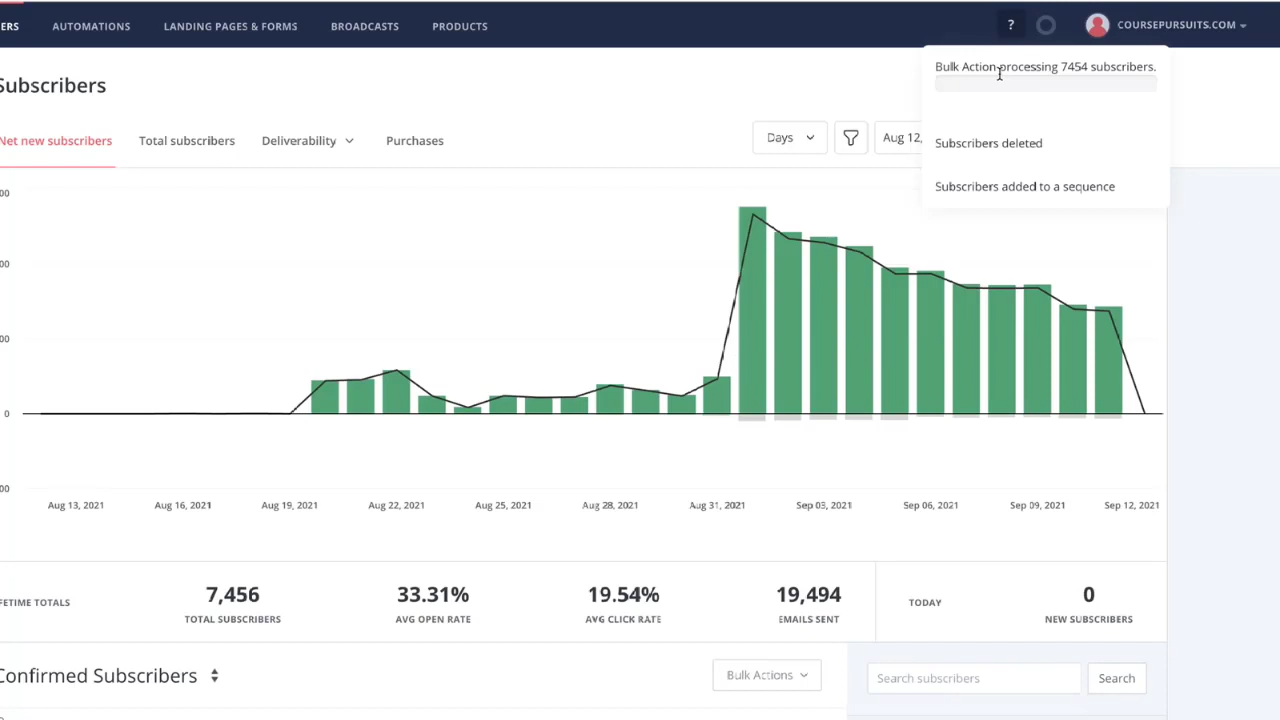 ERS AUTOMATIONS LANDING PAGES & FORMS BROADCASTS PRODUCTS ? COURSEPURSUITS.COM
Bulk Action processing 7454 subscribers.
Subscribers
Net new subscribers Total subscribers Deliverability Purchases Days Aug 12,
Subscribers deleted
Subscribers added to a sequence
00
00
00
0
00
Aug 13, 2021 Aug 16, 2021 Aug 19, 2021 Aug 22, 2021 Aug 25, 2021 Aug 28, 2021 Aug 31, 2021 Sep 03, 2021 Sep 06, 2021 Sep 09, 2021 Sep 12, 2021
7,456 33.31% 19.54% 19,494 0
FETIME TOTALS TODAY
TOTAL SUBSCRIBERS AVG OPEN RATE AVG CLICK RATE EMAILS SENT NEW SUBSCRIBERS
Confirmed Subscribers Bulk Actions Search subscribers Search